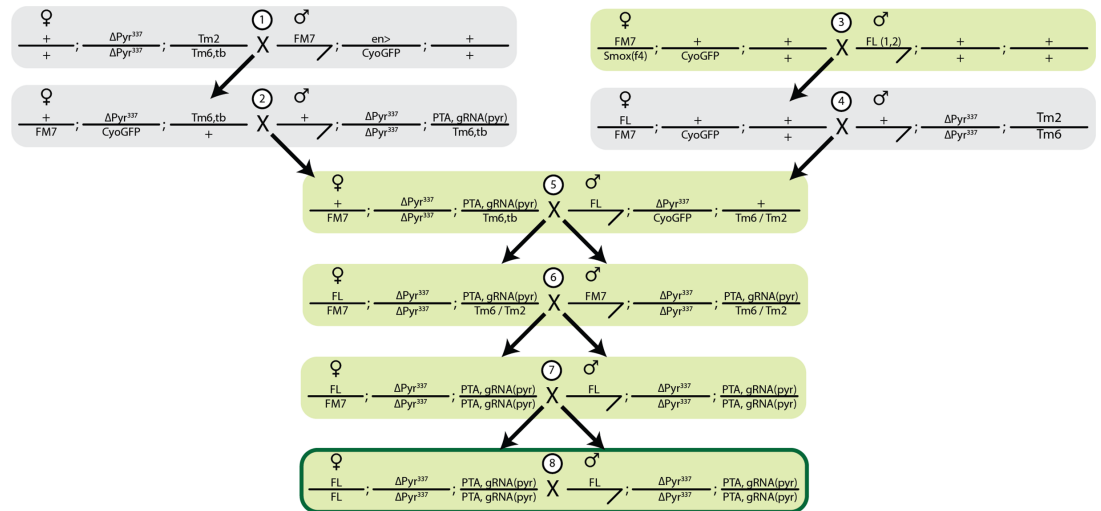 ♀ 1 ♂
+/+ ; ΔPyr³³⁷/ΔPyr³³⁷ ; Tm2/Tm6,tb X FM7/ ; en>/CyoGFP ; +/+
♀ 2 ♂
+/FM7 ; ΔPyr³³⁷/CyoGFP ; Tm6,tb/+ X +/ ; ΔPyr³³⁷/ΔPyr³³⁷ ; PTA, gRNA(pyr)/Tm6,tb
♀ 3 ♂
FM7/Smox(f4) ; +/CyoGFP ; +/+ X FL (1,2)/ ; +/+ ; +/+
♀ 4 ♂
FL/FM7 ; +/CyoGFP ; +/+ X +/ ; ΔPyr³³⁷/ΔPyr³³⁷ ; Tm2/Tm6
♀ 5 ♂
+/FM7 ; ΔPyr³³⁷/ΔPyr³³⁷ ; PTA, gRNA(pyr)/Tm6,tb X FL/ ; ΔPyr³³⁷/CyoGFP ; +/Tm6 / Tm2
♀ 6 ♂
FL/FM7 ; ΔPyr³³⁷/ΔPyr³³⁷ ; PTA, gRNA(pyr)/Tm6 / Tm2 X FM7/ ; ΔPyr³³⁷/ΔPyr³³⁷ ; PTA, gRNA(pyr)/Tm6 / Tm2
♀ 7 ♂
FL/FM7 ; ΔPyr³³⁷/ΔPyr³³⁷ ; PTA, gRNA(pyr)/PTA, gRNA(pyr) X FL/ ; ΔPyr³³⁷/ΔPyr³³⁷ ; PTA, gRNA(pyr)/PTA, gRNA(pyr)
♀ 8 ♂
FL/FL ; ΔPyr³³⁷/ΔPyr³³⁷ ; PTA, gRNA(pyr)/PTA, gRNA(pyr) X FL/ ; ΔPyr³³⁷/ΔPyr³³⁷ ; PTA, gRNA(pyr)/PTA, gRNA(pyr)